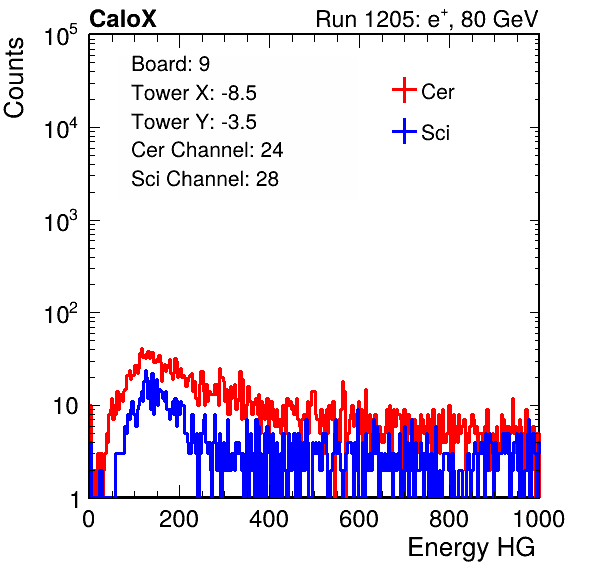 CaloX
Run 1205: e⁺, 80 GeV
Counts
10⁵
10⁴
10³
10²
10
1
Board: 9
Tower X: -8.5
Tower Y: -3.5
Cer Channel: 24
Sci Channel: 28
Cer
Sci
0 200 400 600 800 1000
Energy HG